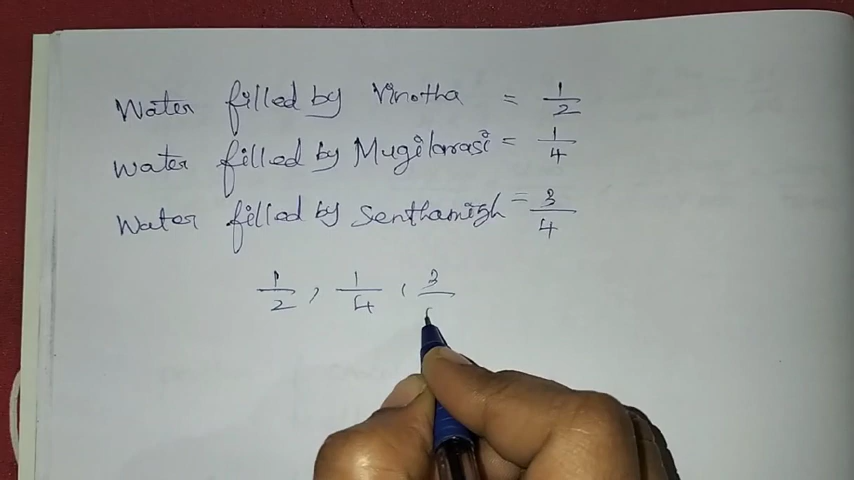 Water filled by Vinotha = 1/2
Water filled by Mugilarasi = 1/4
Water filled by Senthamizh = 3/4
1/2, 1/4, 3/